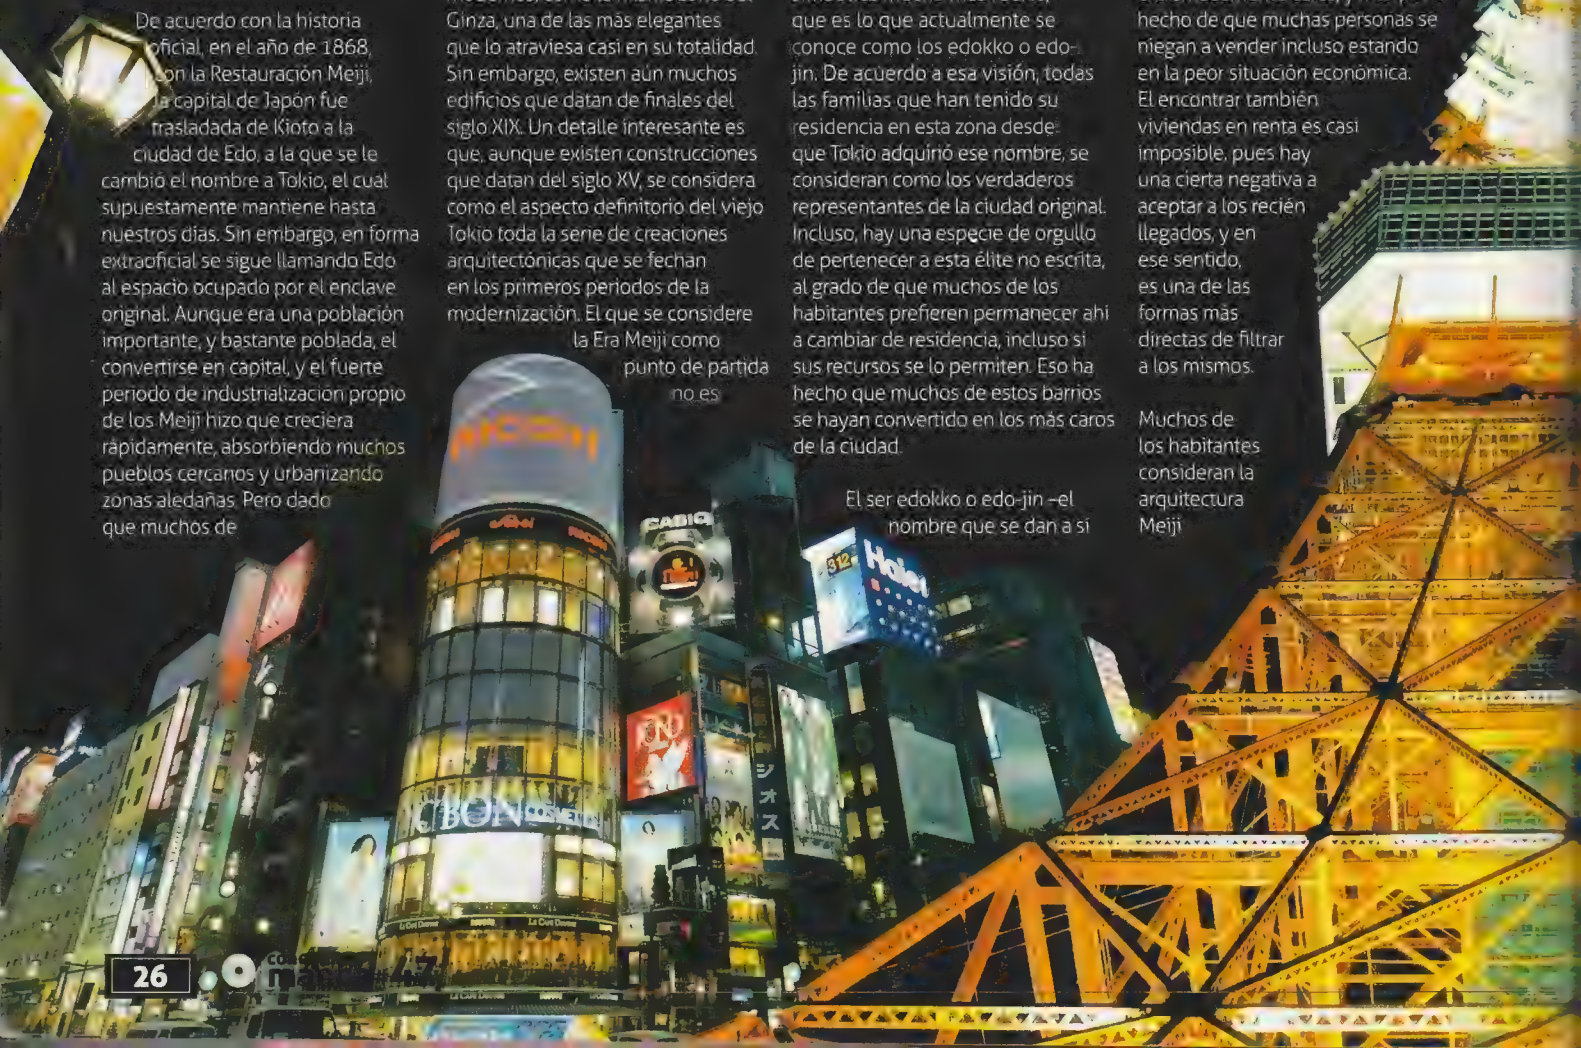 De acuerdo con la historia
oficial, en el año de 1868,
con la Restauración Meiji,
la capital de Japón fue
trasladada de Kioto a la
ciudad de Edo, a la que se le
cambió el nombre a Tokio, el cual
supuestamente mantiene hasta
nuestros días. Sin embargo, en forma
extraoficial se sigue llamando Edo
al espacio ocupado por el enclave
original. Aunque era una población
importante, y bastante poblada, el
convertirse en capital, y el fuerte
periodo de industrialización propio
de los Meiji hizo que creciera
rápidamente, absorbiendo muchos
pueblos cercanos y urbanizando
zonas aledañas. Pero dado
que muchos de
Ginza, una de las más elegantes
que lo atraviesa casi en su totalidad.
Sin embargo, existen aún muchos
edificios que datan de finales del
siglo XIX. Un detalle interesante es
que, aunque existen construcciones
que datan del siglo XV, se considera
como el aspecto definitorio del viejo
Tokio toda la serie de creaciones
arquitectónicas que se fechan
en los primeros periodos de la
modernización. El que se considere
la Era Meiji como
punto de partida
no es
que es lo que actualmente se
conoce como los edokko o edo-
jin. De acuerdo a esa visión, todas
las familias que han tenido su
residencia en esta zona desde
que Tokio adquirió ese nombre, se
consideran como los verdaderos
representantes de la ciudad original.
Incluso, hay una especie de orgullo
de pertenecer a esta élite no escrita,
al grado de que muchos de los
habitantes prefieren permanecer ahí
a cambiar de residencia, incluso si
sus recursos se lo permiten. Eso ha
hecho que muchos de estos barrios
se hayan convertido en los más caros
de la ciudad.
El ser edokko o edo-jin –el
nombre que se dan a sí
hecho de que muchas personas se
niegan a vender incluso estando
en la peor situación económica.
El encontrar también
viviendas en renta es casi
imposible, pues hay
una cierta negativa a
aceptar a los recién
llegados, y en
ese sentido,
es una de las
formas más
directas de filtrar
a los mismos.
Muchos de
los habitantes
consideran la
arquitectura
Meiji
CASIO
312
Haier
CBON
ジオス
26